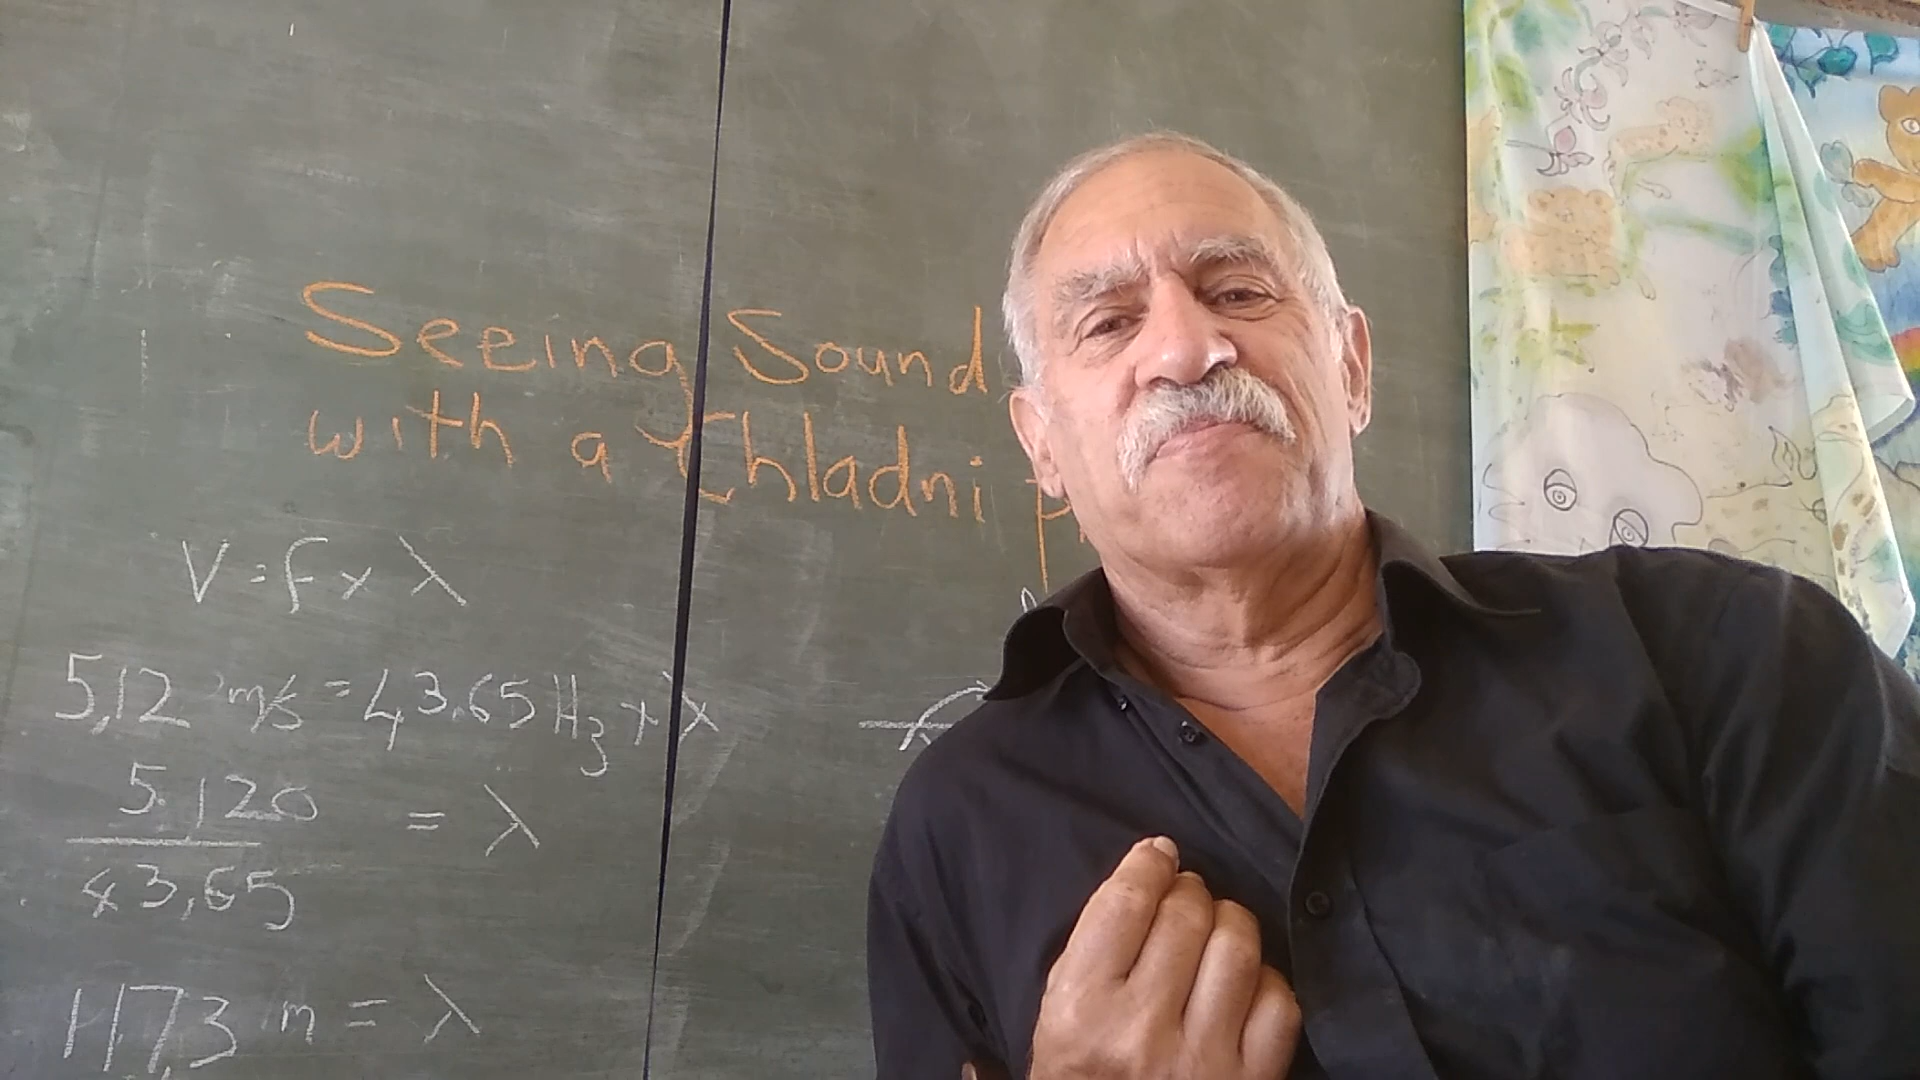 Seeing Sound
with a Chladni
V = f x λ
5,12 m/s = 43,65 Hz x λ
5.120 = λ
43,65
117,3 m = λ